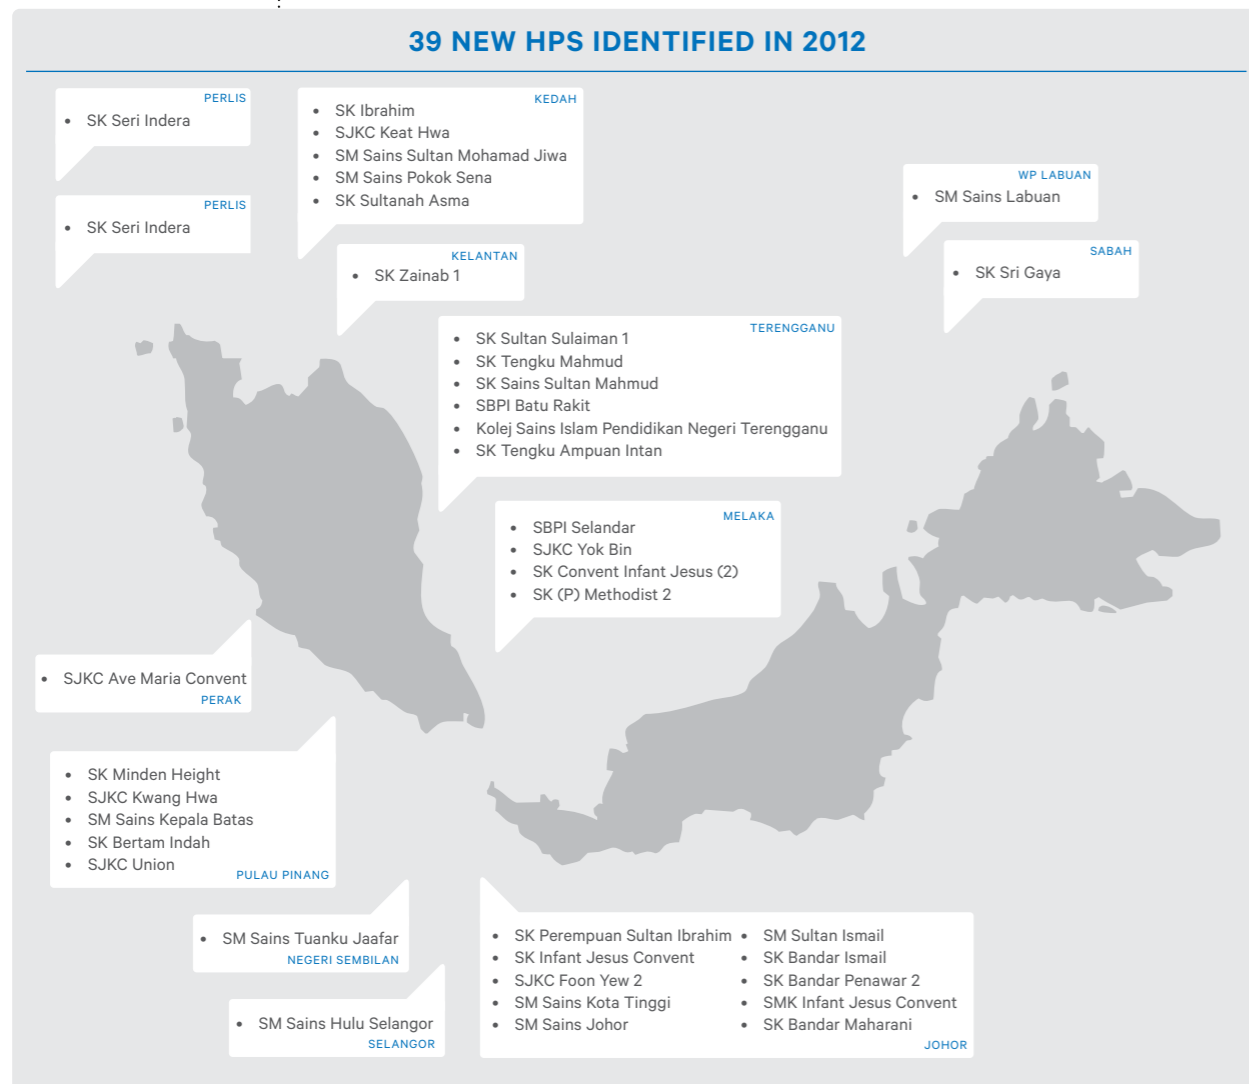 39 NEW HPS IDENTIFIED IN 2012
PERLIS
• SK Seri Indera
PERLIS
• SK Seri Indera
KEDAH
• SK Ibrahim
• SJKC Keat Hwa
• SM Sains Sultan Mohamad Jiwa
• SM Sains Pokok Sena
• SK Sultanah Asma
KELANTAN
• SK Zainab 1
WP LABUAN
• SM Sains Labuan
SABAH
• SK Sri Gaya
TERENGGANU
• SK Sultan Sulaiman 1
• SK Tengku Mahmud
• SK Sains Sultan Mahmud
• SBPI Batu Rakit
• Kolej Sains Islam Pendidikan Negeri Terengganu
• SK Tengku Ampuan Intan
MELAKA
• SBPI Selandar
• SJKC Yok Bin
• SK Convent Infant Jesus (2)
• SK (P) Methodist 2
• SJKC Ave Maria Convent
PERAK
• SK Minden Height
• SJKC Kwang Hwa
• SM Sains Kepala Batas
• SK Bertam Indah
• SJKC Union
PULAU PINANG
• SM Sains Tuanku Jaafar
NEGERI SEMBILAN
• SM Sains Hulu Selangor
SELANGOR
• SK Perempuan Sultan Ibrahim
• SK Infant Jesus Convent
• SJKC Foon Yew 2
• SM Sains Kota Tinggi
• SM Sains Johor
• SM Sultan Ismail
• SK Bandar Ismail
• SK Bandar Penawar 2
• SMK Infant Jesus Convent
• SK Bandar Maharani
JOHOR